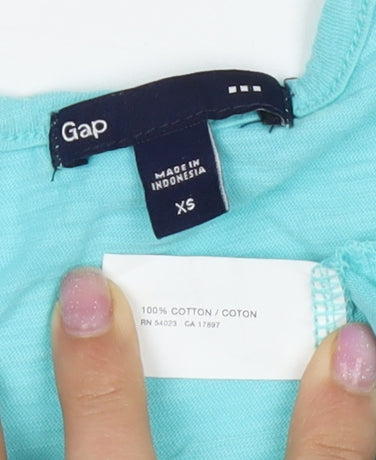 Gap
MADE IN
INDONESIA
XS
100% COTTON / COTON
RN 54023 CA 17897